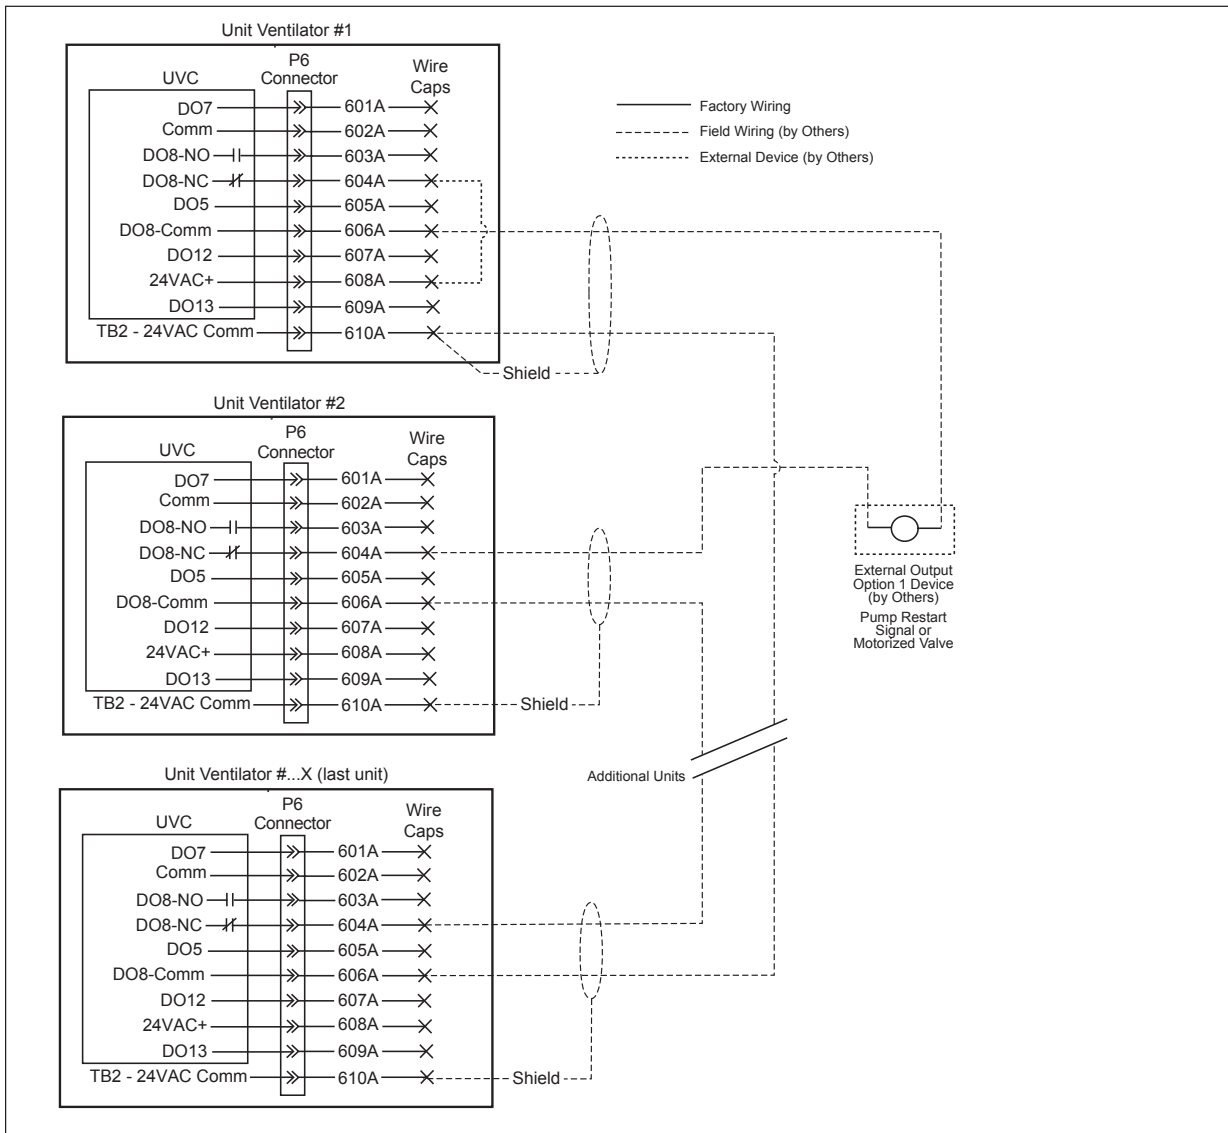 Unit Ventilator #1
P6
Connector
Wire
Caps
UVC
DO7
601A
Comm
602A
DO8-NO
603A
DO8-NC
604A
DO5
605A
DO8-Comm
606A
DO12
607A
24VAC+
608A
DO13
609A
TB2 - 24VAC Comm
610A
Shield
Factory Wiring
Field Wiring (by Others)
External Device (by Others)
Unit Ventilator #2
P6
Connector
Wire
Caps
UVC
DO7
601A
Comm
602A
DO8-NO
603A
DO8-NC
604A
DO5
605A
DO8-Comm
606A
DO12
607A
24VAC+
608A
DO13
609A
TB2 - 24VAC Comm
610A
Shield
External Output
Option 1 Device
(by Others)
Pump Restart
Signal or
Motorized Valve
Additional Units
Unit Ventilator #...X (last unit)
P6
Connector
Wire
Caps
UVC
DO7
601A
Comm
602A
DO8-NO
603A
DO8-NC
604A
DO5
605A
DO8-Comm
606A
DO12
607A
24VAC+
608A
DO13
609A
TB2 - 24VAC Comm
610A
Shield